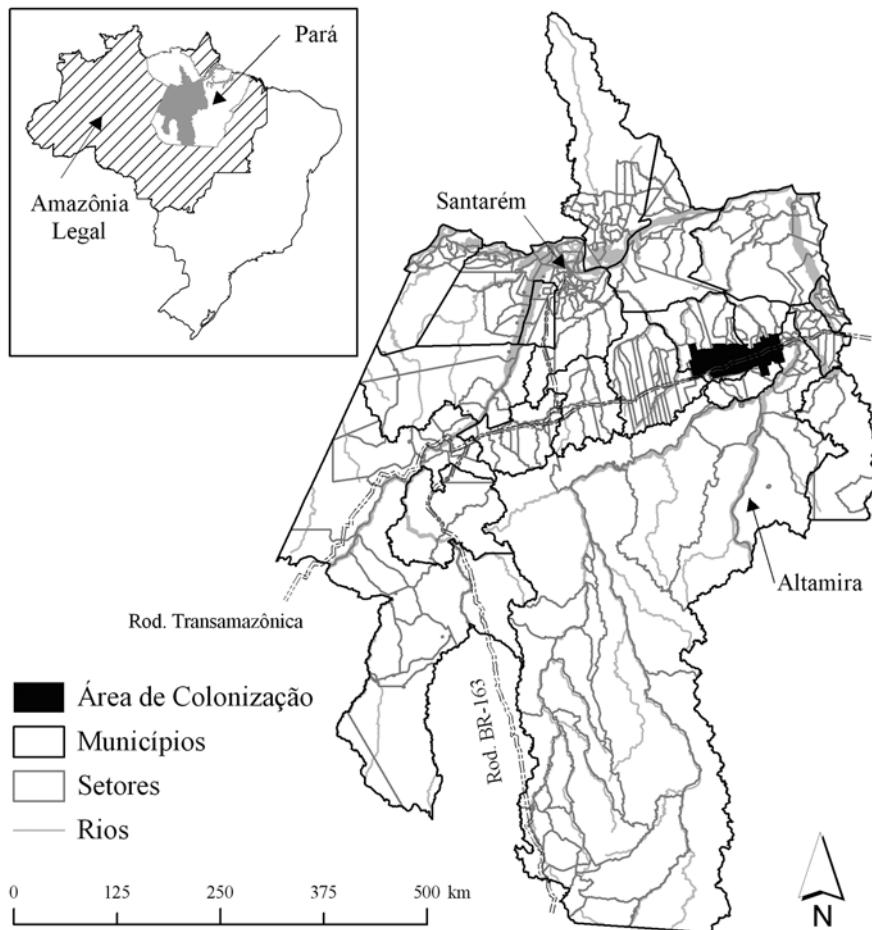 Pará
Amazônia
Legal
Santarém
Altamira
Rod. Transamazônica
Rod. BR-163
Área de Colonização
Municípios
Setores
Rios
0 125 250 375 500 km
N